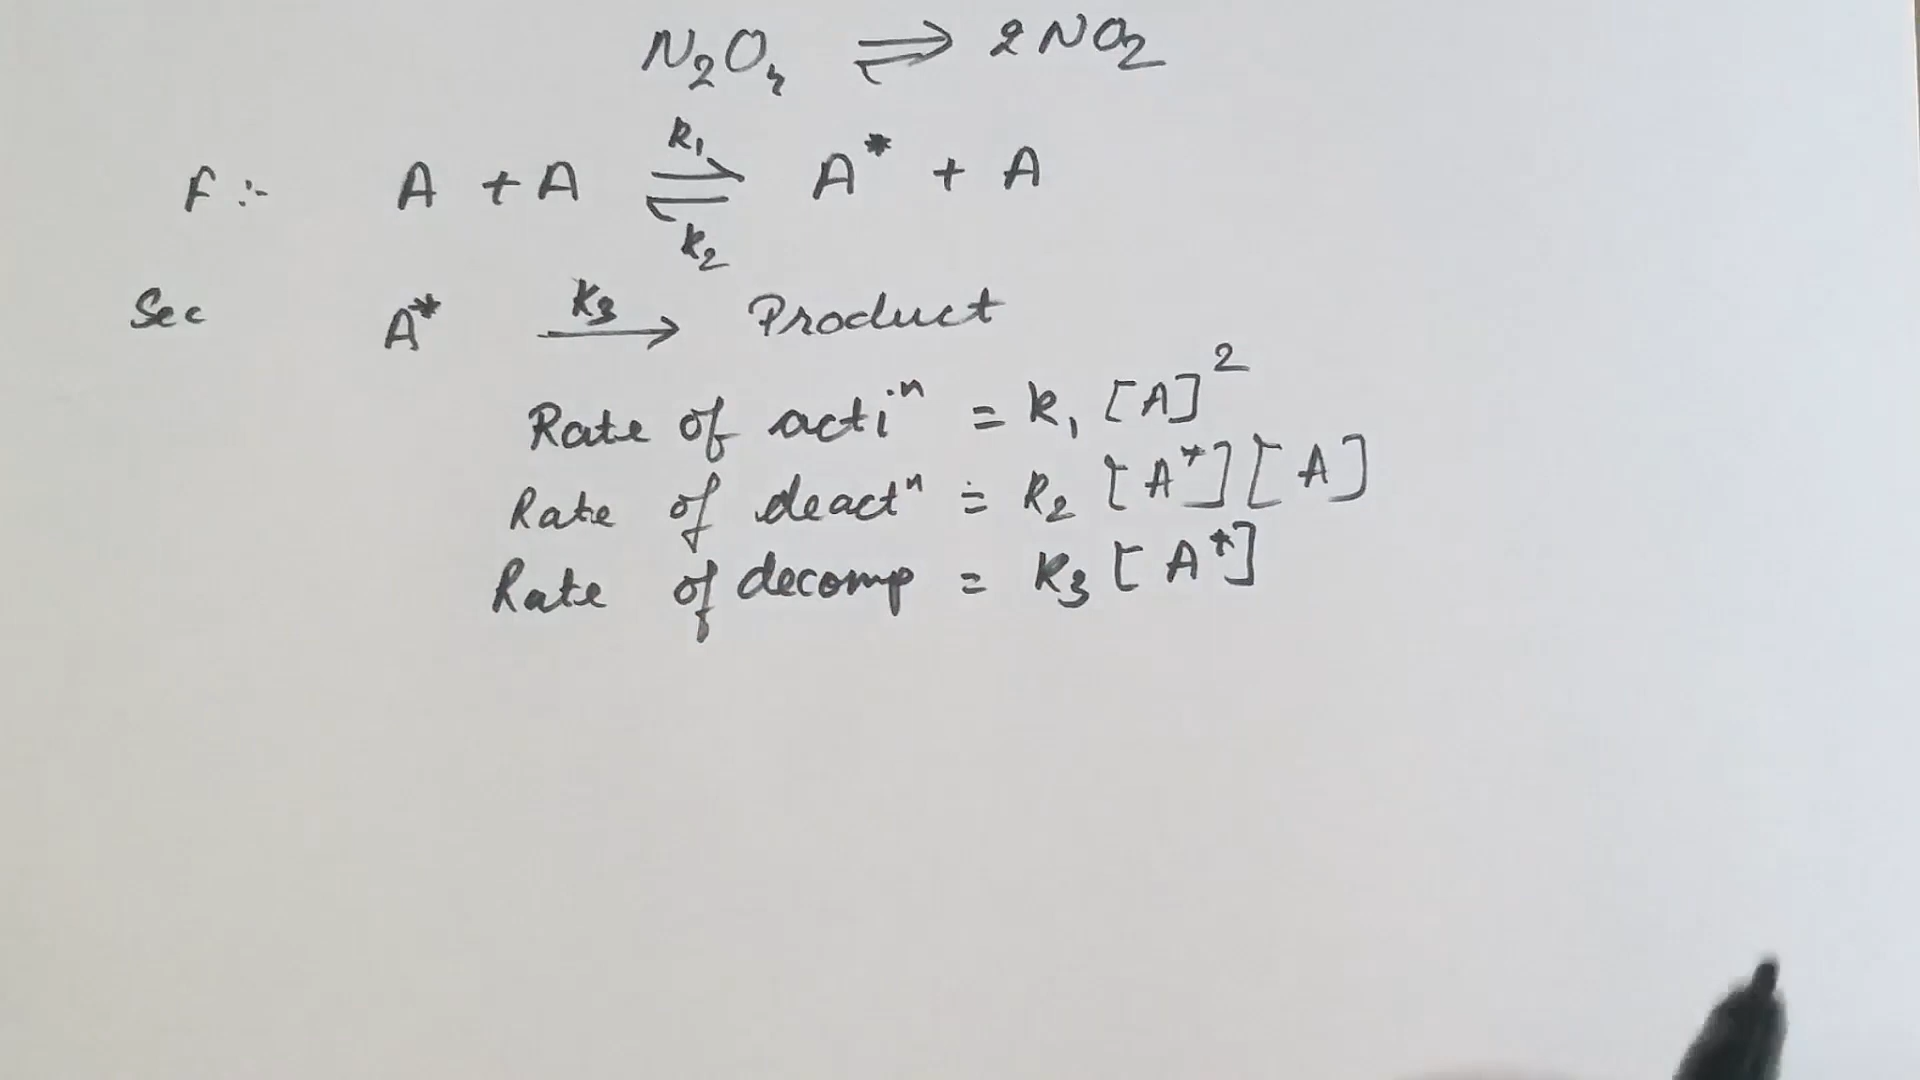 N₂O₄ ⇌ 2NO₂
F :- A + A ⇌ A* + A
k₁
k₂
Sec A* → Product
k₃
Rate of actiⁿ = k₁ [A]²
Rate of deactⁿ = k₂ [A*][A]
Rate of decomp = k₃ [A*]